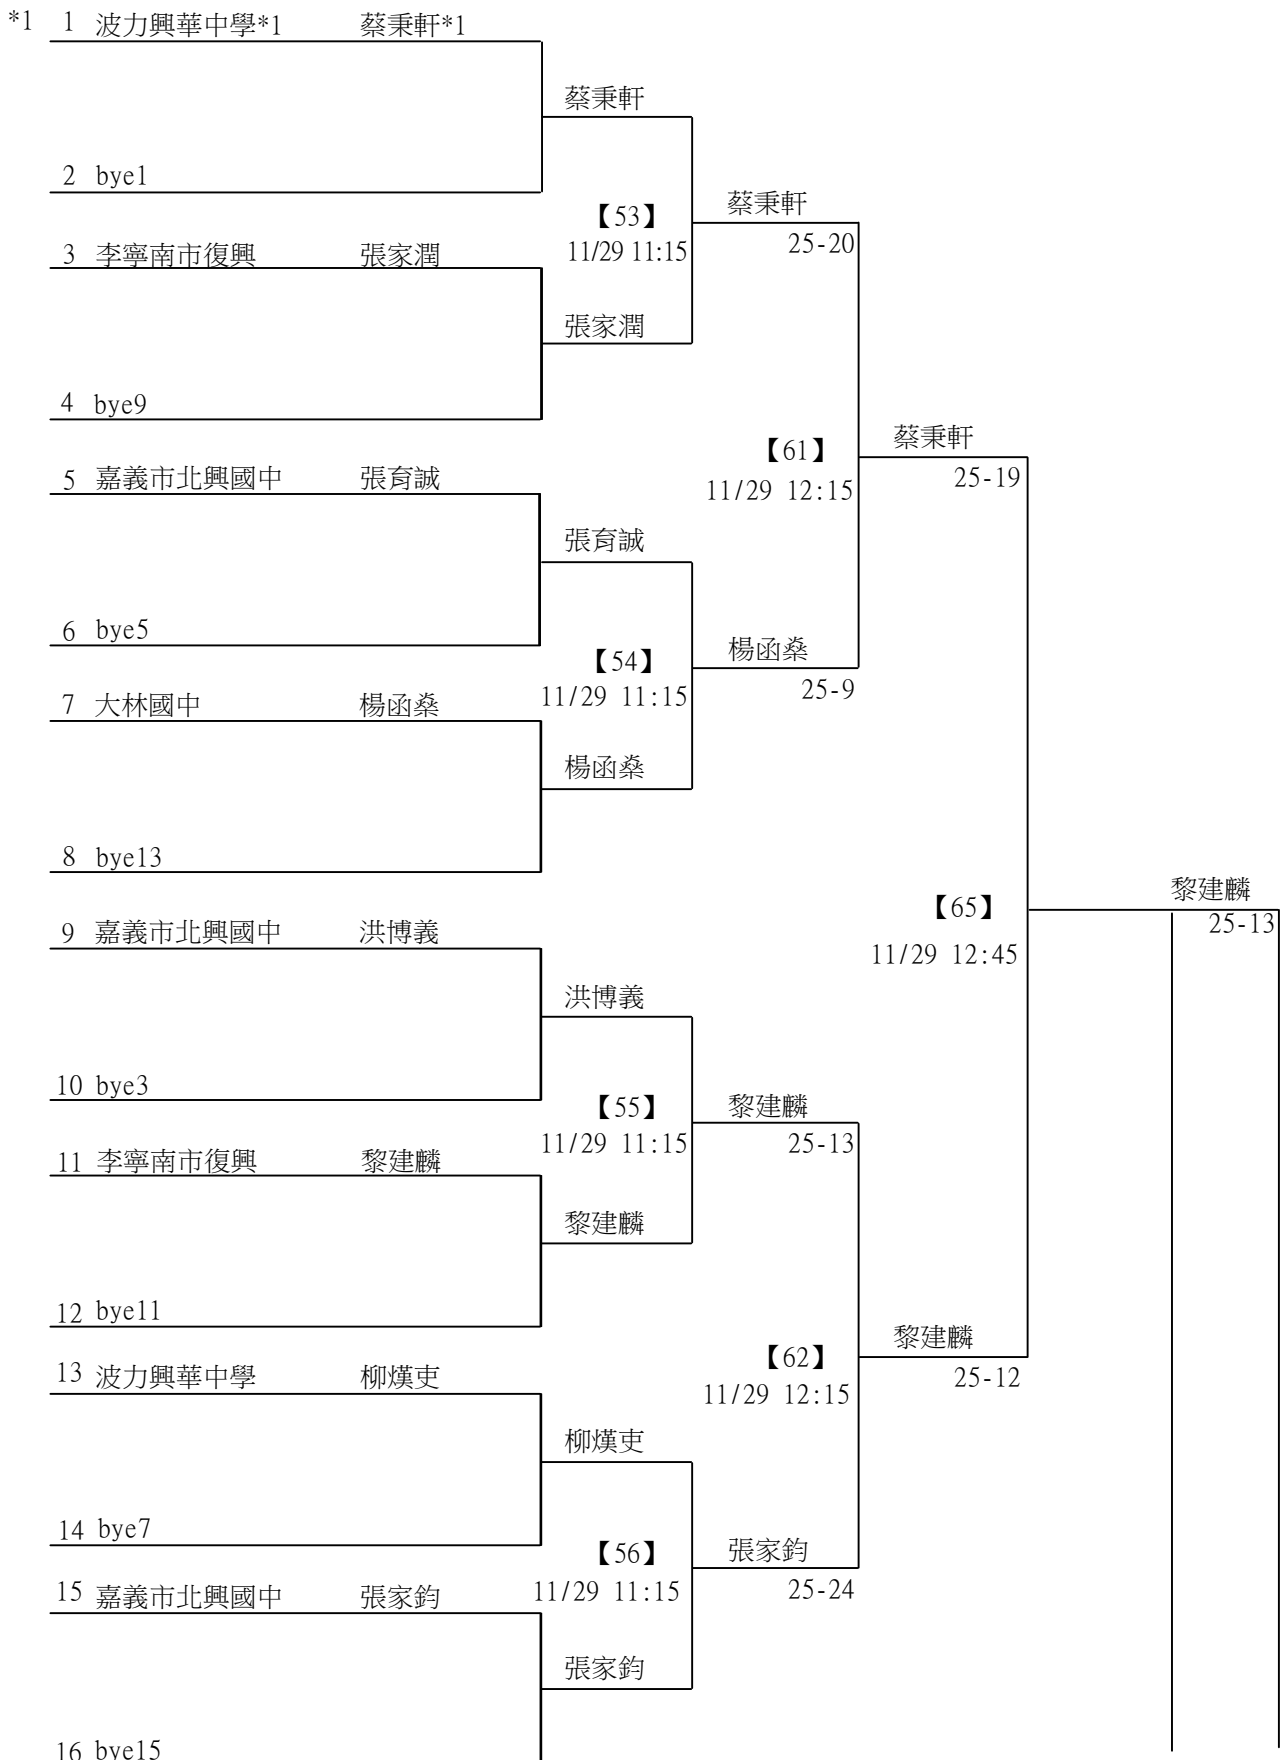 *1 1 波力興華中學*1 蔡秉軒*1
蔡秉軒
2 bye1
蔡秉軒
【53】
25-20
3 李寧南市復興 張家潤
11/29 11:15
張家潤
4 bye9
蔡秉軒
【61】
25-19
5 嘉義市北興國中 張育誠
11/29 12:15
張育誠
6 bye5
楊函燊
【54】
25-9
7 大林國中 楊函燊
11/29 11:15
楊函燊
8 bye13
黎建麟
【65】
25-13
9 嘉義市北興國中 洪博義
11/29 12:45
洪博義
10 bye3
【55】
黎建麟
11/29 11:15
25-13
11 李寧南市復興 黎建麟
黎建麟
12 bye11
黎建麟
【62】
25-12
13 波力興華中學 柳熯吏
11/29 12:15
柳熯吏
14 bye7
【56】
張家鈞
15 嘉義市北興國中 張家鈞
11/29 11:15
25-24
張家鈞
16 bye15